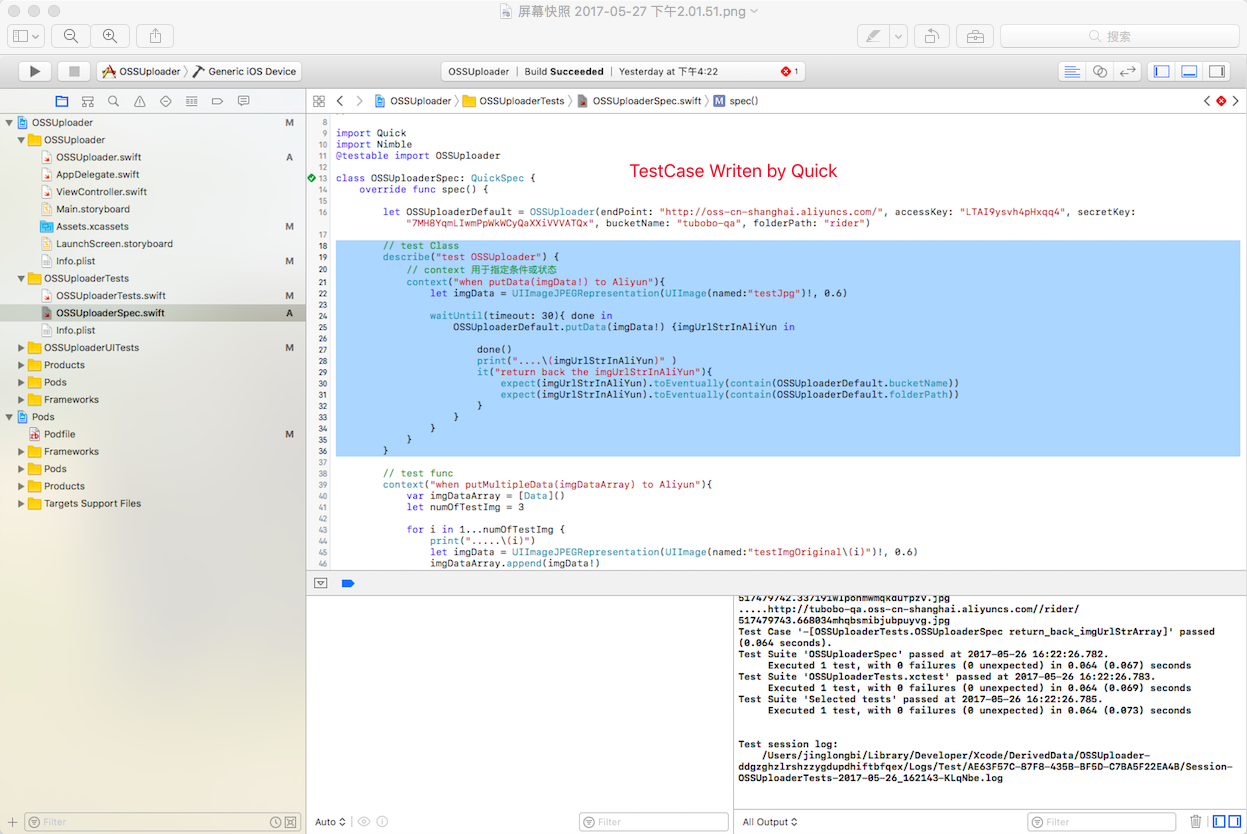 屏幕快照 2017-05-27 下午2.01.51.png
搜索
OSSUploader 〉 Generic iOS Device
OSSUploader | Build Succeeded | Yesterday at 下午4:22
1
OSSUploader 〉 OSSUploaderTests 〉 OSSUploaderSpec.swift 〉 M spec()
OSSUploader M
OSSUploader
OSSUploader.swift A
AppDelegate.swift
ViewController.swift
Main.storyboard
Assets.xcassets M
LaunchScreen.storyboard
Info.plist M
OSSUploaderTests
OSSUploaderTests.swift M
OSSUploaderSpec.swift A
Info.plist
OSSUploaderUITests M
Products
Pods
Frameworks
Pods
Podfile M
Frameworks
Pods
Products
Targets Support Files
Filter
8
9 import Quick
10 import Nimble
11 @testable import OSSUploader
12
13 class OSSUploaderSpec: QuickSpec {
14 override func spec() {
15
16 let OSSUploaderDefault = OSSUploader(endPoint: "http://oss-cn-shanghai.aliyuncs.com/", accessKey: "LTAI9ysvh4pHxqq4", secretKey:
"7MH8YqmLIwmPpWkWCyQaXXiVVVATQx", bucketName: "tubobo-qa", folderPath: "rider")
17
18 // test Class
19 describe("test OSSUploader") {
20 // context 用于指定条件或状态
21 context("when putData(imgData!) to Aliyun"){
22 let imgData = UIImageJPEGRepresentation(UIImage(named:"testJpg")!, 0.6)
23
24 waitUntil(timeout: 30){ done in
25 OSSUploaderDefault.putData(imgData!) {imgUrlStrInAliYun in
26
27 done()
28 print("....\(imgUrlStrInAliYun)" )
29 it("return back the imgUrlStrInAliYun"){
30 expect(imgUrlStrInAliYun).toEventually(contain(OSSUploaderDefault.bucketName))
31 expect(imgUrlStrInAliYun).toEventually(contain(OSSUploaderDefault.folderPath))
32 }
33 }
34 }
35 }
36 }
37
38 // test func
39 context("when putMultipleData(imgDataArray) to Aliyun"){
40 var imgDataArray = [Data]()
41 let numOfTestImg = 3
42
43 for i in 1...numOfTestImg {
44 print(".....\(i)")
45 let imgData = UIImageJPEGRepresentation(UIImage(named:"testImgOriginal\(i)")!, 0.6)
46 imgDataArray.append(imgData!)
TestCase Writen by Quick
Auto
Filter
.....http://tubobo-qa.oss-cn-shanghai.aliyuncs.com//rider/
517479743.668034mhqbsmibjubpuyvg.jpg
Test Case '-[OSSUploaderTests.OSSUploaderSpec return_back_imgUrlStrArray]' passed
(0.064 seconds).
Test Suite 'OSSUploaderSpec' passed at 2017-05-26 16:22:26.782.
Executed 1 test, with 0 failures (0 unexpected) in 0.064 (0.067) seconds
Test Suite 'OSSUploaderTests.xctest' passed at 2017-05-26 16:22:26.783.
Executed 1 test, with 0 failures (0 unexpected) in 0.064 (0.069) seconds
Test Suite 'Selected tests' passed at 2017-05-26 16:22:26.785.
Executed 1 test, with 0 failures (0 unexpected) in 0.064 (0.073) seconds
Test session log:
/Users/jinglongbi/Library/Developer/Xcode/DerivedData/OSSUploader-
ddgzghzlrshzzygdupdhiftbfqex/Logs/Test/AE63F57C-87F8-435B-BF5D-C7BA5F22EA4B/Session-
OSSUploaderTests-2017-05-26_162143-KLqNbe.log
All Output
Filter